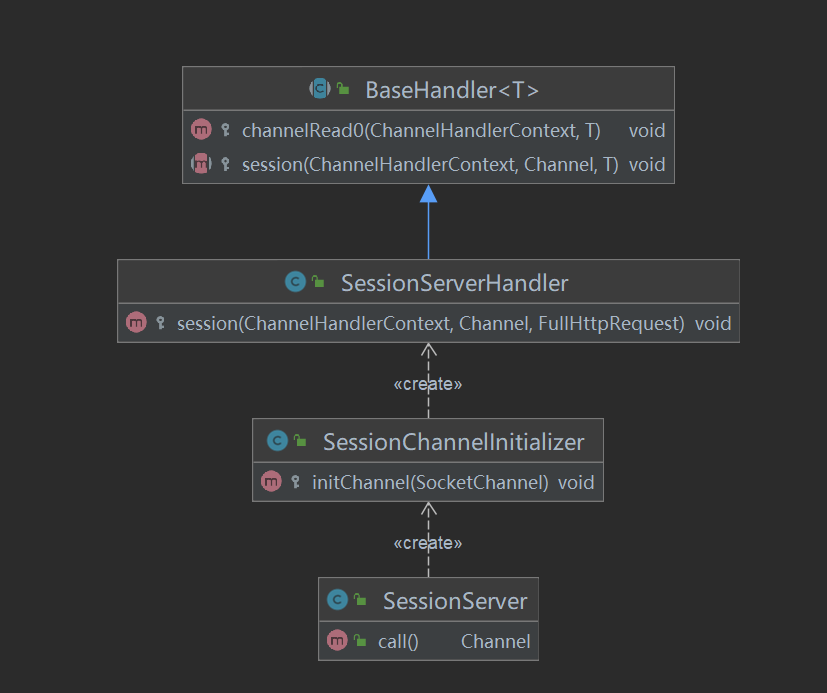 BaseHandler<T>
channelRead0(ChannelHandlerContext, T) void
session(ChannelHandlerContext, Channel, T) void
SessionServerHandler
session(ChannelHandlerContext, Channel, FullHttpRequest) void
«create»
SessionChannelInitializer
initChannel(SocketChannel) void
«create»
SessionServer
call() Channel